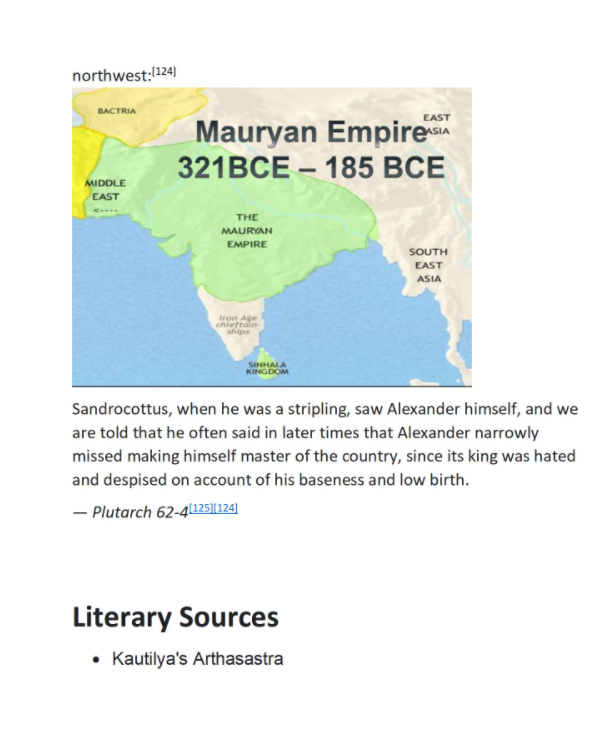 northwest:[124]
BACTRIA
EAST
ASIA
Mauryan Empire
321BCE – 185 BCE
MIDDLE
EAST
<----
THE
MAURYAN
EMPIRE
SOUTH
EAST
ASIA
Iron Age
chieftain-
ships
SINHALA
KINGDOM
Sandrocottus, when he was a stripling, saw Alexander himself, and we
are told that he often said in later times that Alexander narrowly
missed making himself master of the country, since its king was hated
and despised on account of his baseness and low birth.
— Plutarch 62-4[125][124]
Literary Sources
• Kautilya's Arthasastra